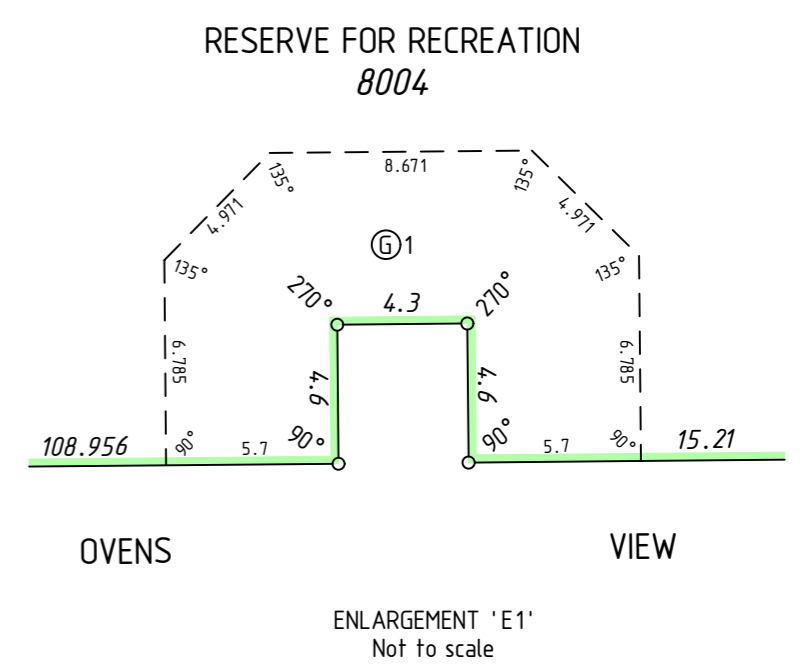 RESERVE FOR RECREATION
8004
135° 8.671 135°
4.971 4.971
G 1
135° 135°
270° 4.3 270°
6.785 4.6 4.6 6.785
108.956 90° 5.7 90° 90° 5.7 90° 15.21
OVENS VIEW
ENLARGEMENT 'E1'
Not to scale